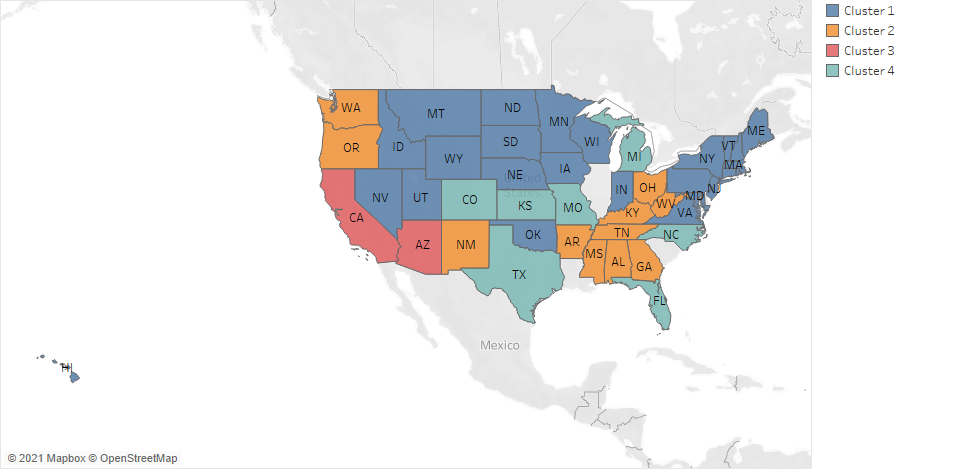 Cluster 1
Cluster 2
Cluster 3
Cluster 4
WA
MT
ND
MN
ME
OR
ID
SD
WI
VT
WY
MI
NY
MA
NE
IA
United
States
NV
UT
CO
KS
MO
IN
OH
WV
MD
NJ
VA
KY
CA
AZ
NM
OK
AR
TN
NC
MS
AL
GA
TX
FL
Mexico
HI
© 2021 Mapbox © OpenStreetMap